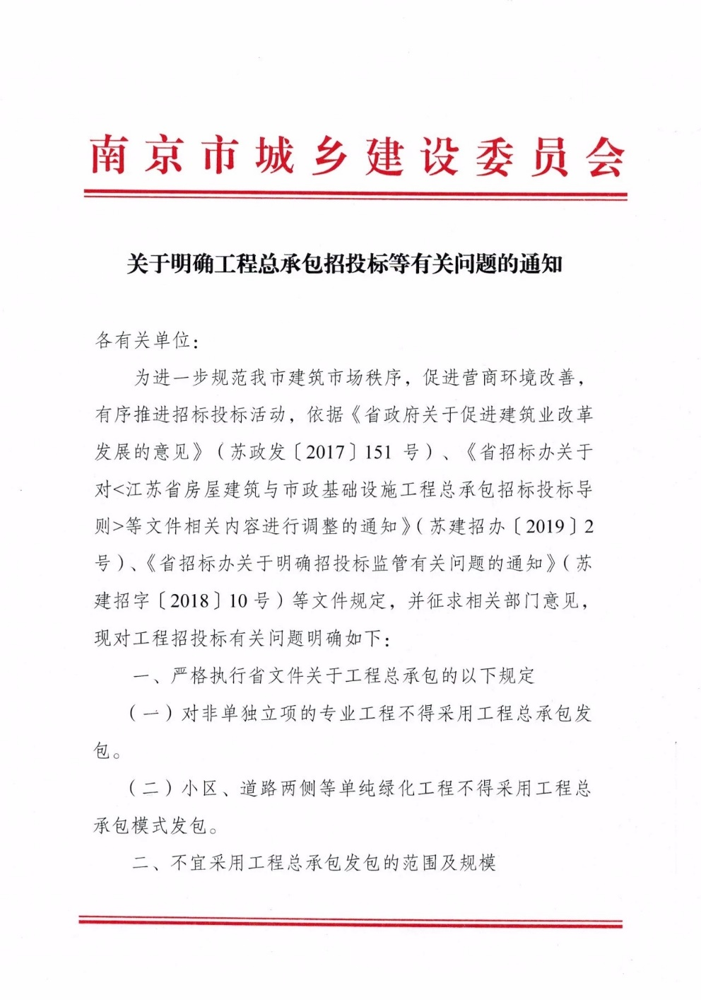 南京市城乡建设委员会
关于明确工程总承包招投标等有关问题的通知
各有关单位：
为进一步规范我市建筑市场秩序，促进营商环境改善，
有序推进招标投标活动，依据《省政府关于促进建筑业改革
发展的意见》（苏政发〔2017〕151 号）、《省招标办关于
对<江苏省房屋建筑与市政基础设施工程总承包招标投标导
则>等文件相关内容进行调整的通知》（苏建招办〔2019〕2
号）、《省招标办关于明确招投标监管有关问题的通知》（苏
建招字〔2018〕10 号）等文件规定，并征求相关部门意见，
现对工程招投标有关问题明确如下：
一、严格执行省文件关于工程总承包的以下规定
（一）对非单独立项的专业工程不得采用工程总承包发
包。
（二）小区、道路两侧等单纯绿化工程不得采用工程总
承包模式发包。
二、不宜采用工程总承包发包的范围及规模